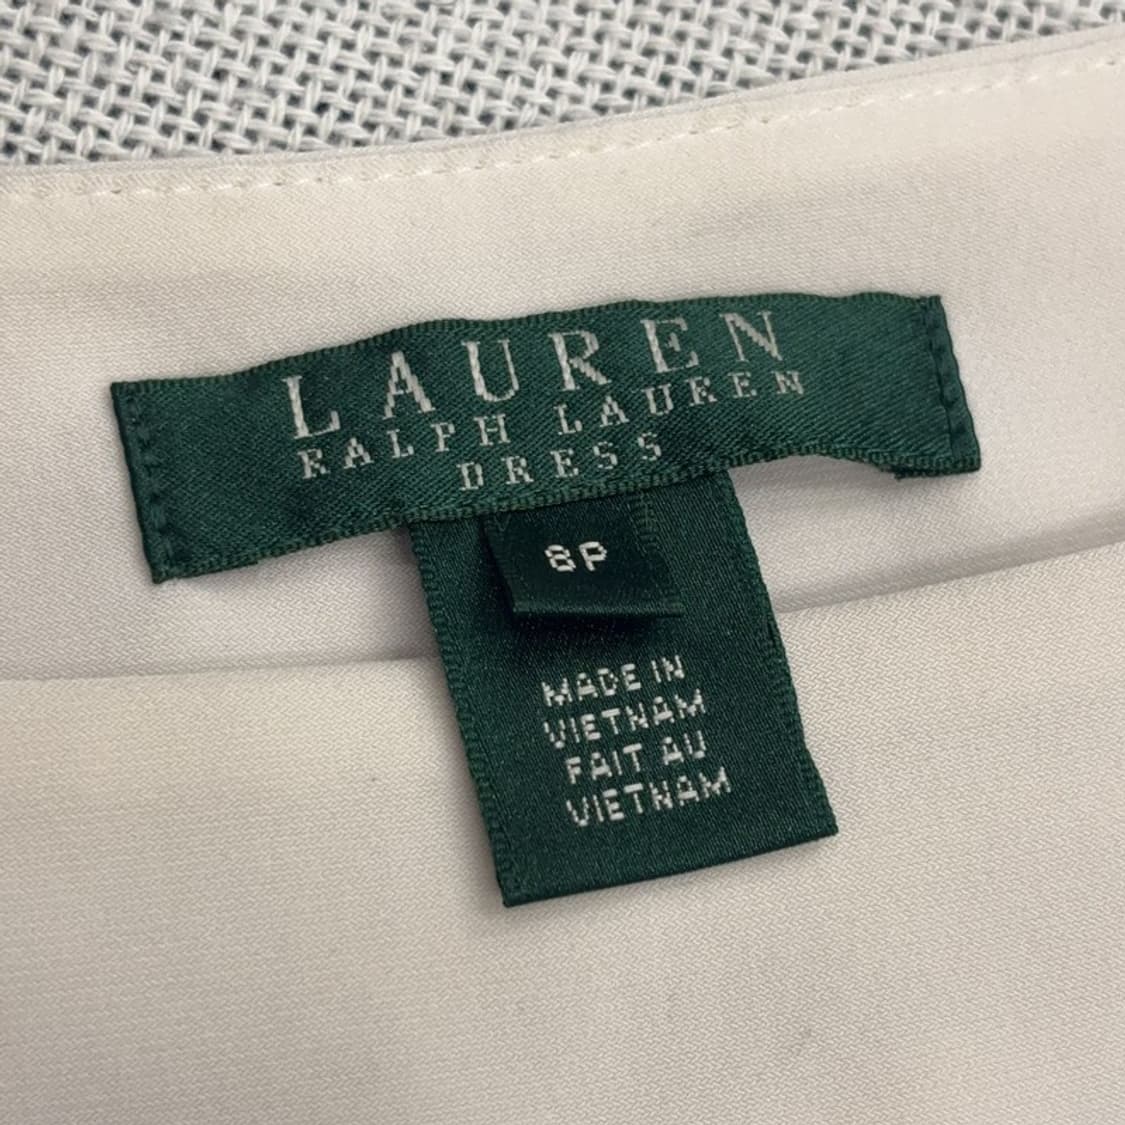 LAUREN
RALPH LAUREN
DRESS
8P
MADE IN
VIETNAM
FAIT AU
VIETNAM